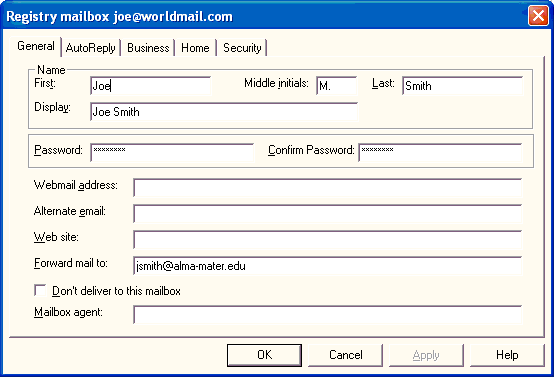 Registry mailbox joe@worldmail.com
General AutoReply Business Home Security
Name
First: Joe Middle initials: M. Last: Smith
Display: Joe Smith
Password: ******** Confirm Password: ********
Webmail address:
Alternate email:
Web site:
Forward mail to: jsmith@alma-mater.edu
Don't deliver to this mailbox
Mailbox agent:
OK Cancel Apply Help